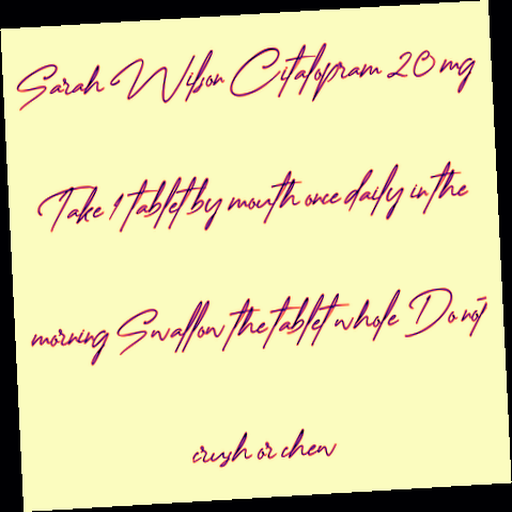 Sarah Wilson Citalopram 20 mg
Take 1 tablet by mouth once daily in the
morning Swallow the tablet whole Do not
crush or chew